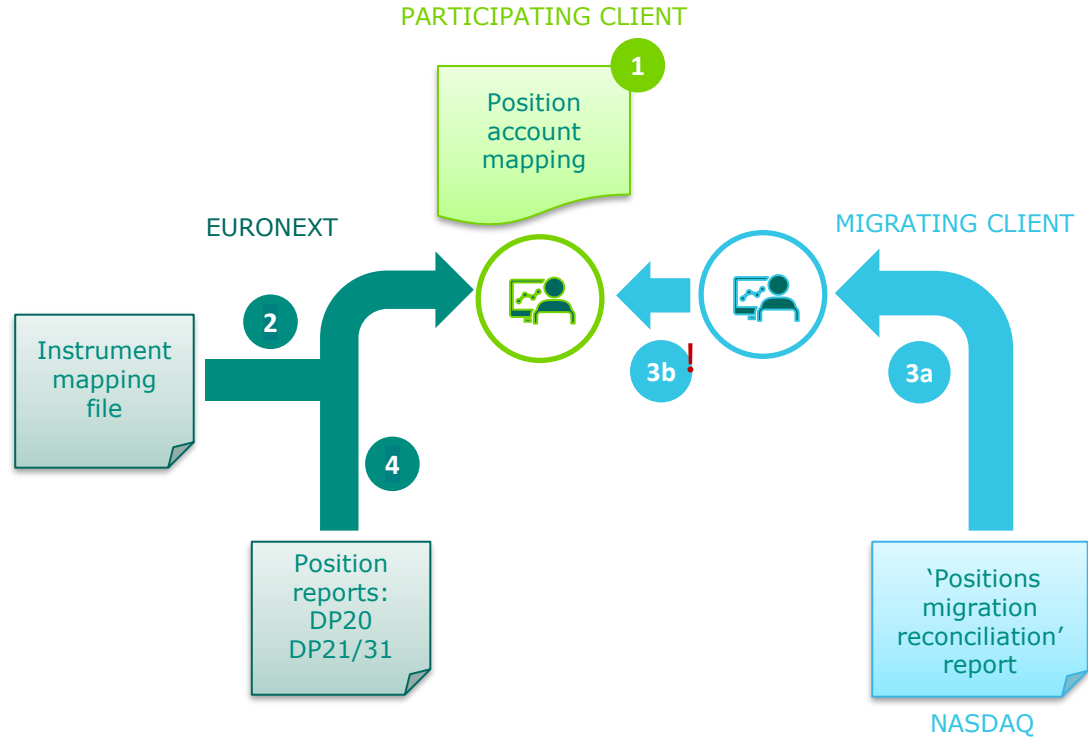 PARTICIPATING CLIENT
1
Position
account
mapping
EURONEXT
MIGRATING CLIENT
2
Instrument
mapping
file
3b
!
3a
4
Position
reports:
DP20
DP21/31
‘Positions
migration
reconciliation’
report
NASDAQ